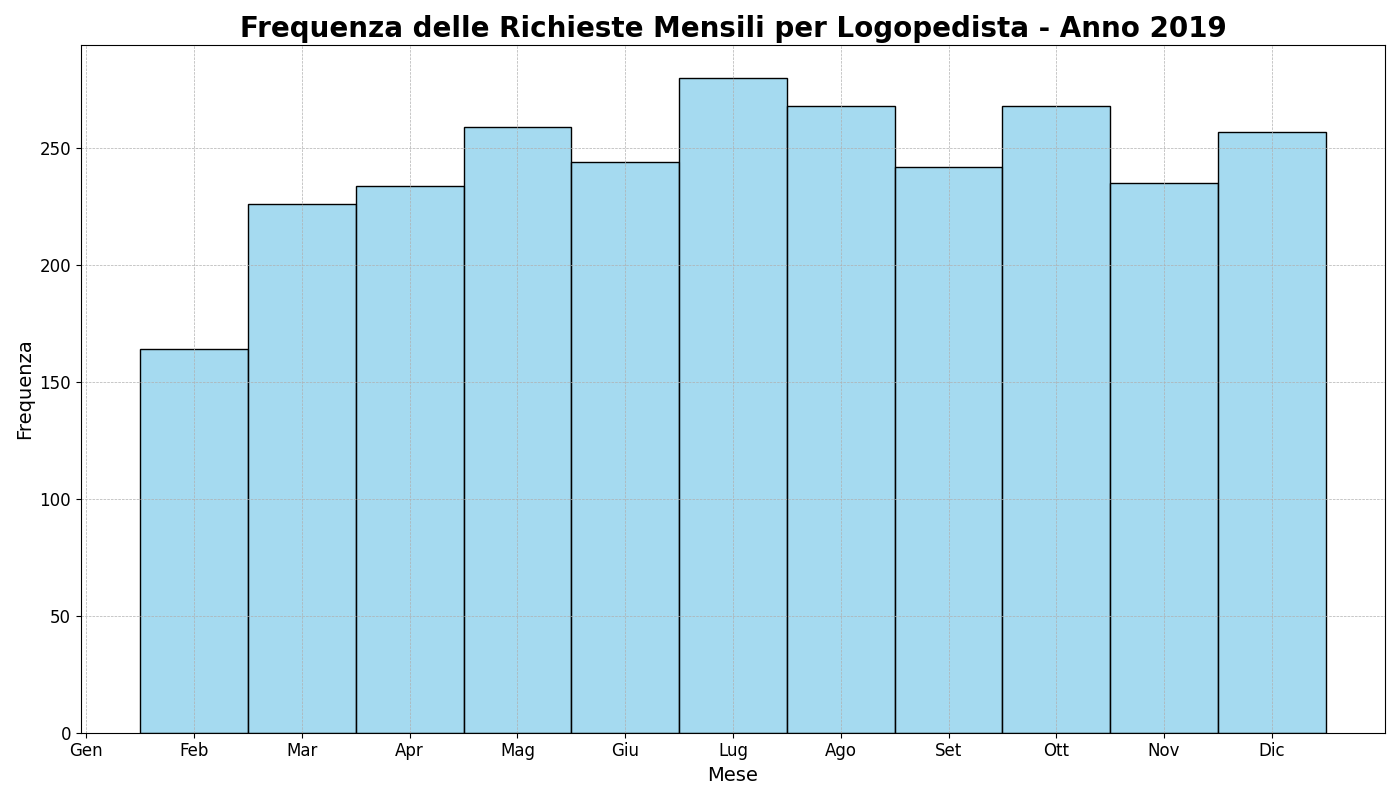 Frequenza delle Richieste Mensili per Logopedista - Anno 2019
Frequenza
250
200
150
100
50
0
Gen Feb Mar Apr Mag Giu Lug Ago Set Ott Nov Dic
Mese